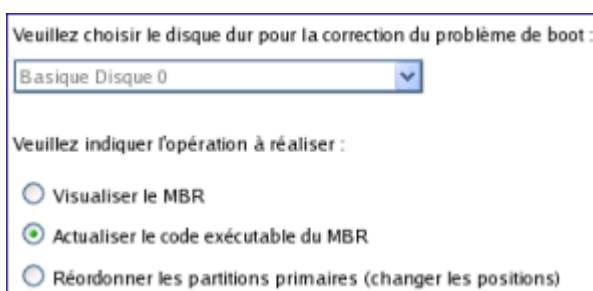 Veuillez choisir le disque dur pour la correction du problème de boot :
Basique Disque 0
Veuillez indiquer l'opération à réaliser :
Visualiser le MBR
Actualiser le code exécutable du MBR
Réordonner les partitions primaires (changer les positions)